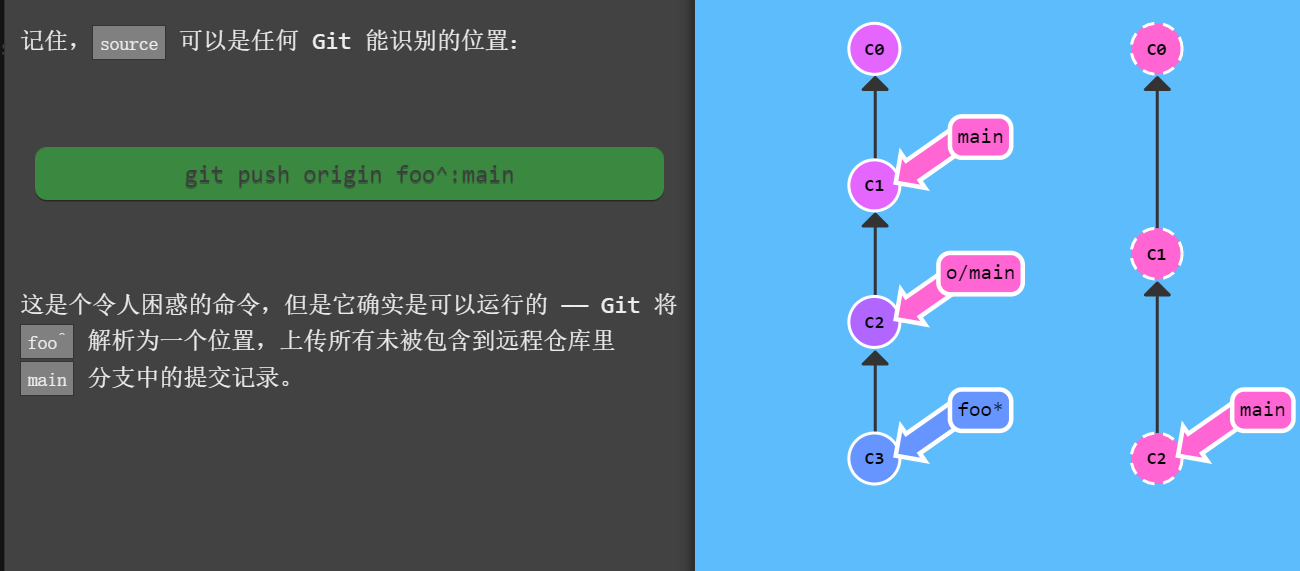 记住，source 可以是任何 Git 能识别的位置：
git push origin foo^:main
这是个令人困惑的命令，但是它确实是可以运行的 —— Git 将
foo^ 解析为一个位置，上传所有未被包含到远程仓库里
main 分支中的提交记录。
C0
main
C1
o/main
C2
foo*
C3
C0
C1
main
C2